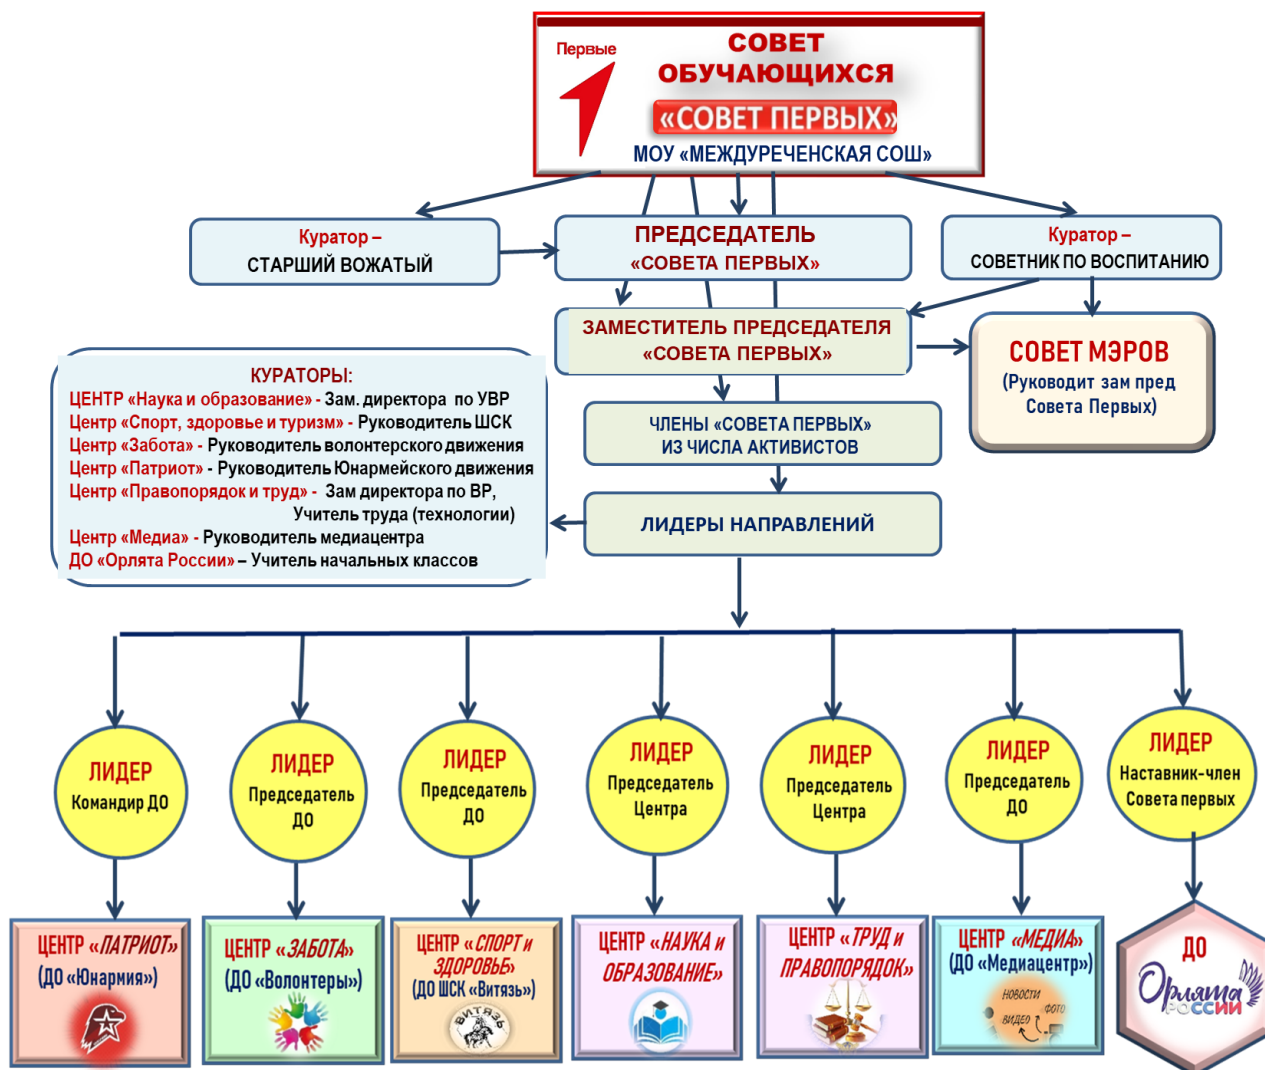 Первые
СОВЕТ
ОБУЧАЮЩИХСЯ
«СОВЕТ ПЕРВЫХ»
МОУ «МЕЖДУРЕЧЕНСКАЯ СОШ»
Куратор –
СТАРШИЙ ВОЖАТЫЙ
ПРЕДСЕДАТЕЛЬ
«СОВЕТА ПЕРВЫХ»
Куратор –
СОВЕТНИК ПО ВОСПИТАНИЮ
ЗАМЕСТИТЕЛЬ ПРЕДСЕДАТЕЛЯ
«СОВЕТА ПЕРВЫХ»
СОВЕТ МЭРОВ
(Руководит зам пред
Совета Первых)
КУРАТОРЫ:
ЦЕНТР «Наука и образование» - Зам. директора по УВР
Центр «Спорт, здоровье и туризм» - Руководитель ШСК
Центр «Забота» - Руководитель волонтерского движения
Центр «Патриот» - Руководитель Юнармейского движения
Центр «Правопорядок и труд» - Зам директора по ВР,
Учитель труда (технологии)
Центр «Медиа» - Руководитель медиацентра
ДО «Орлята России» – Учитель начальных классов
ЧЛЕНЫ «СОВЕТА ПЕРВЫХ»
ИЗ ЧИСЛА АКТИВИСТОВ
ЛИДЕРЫ НАПРАВЛЕНИЙ
ЛИДЕР
Командир ДО
ЛИДЕР
Председатель
ДО
ЛИДЕР
Председатель
ДО
ЛИДЕР
Председатель
Центра
ЛИДЕР
Председатель
Центра
ЛИДЕР
Председатель
ДО
ЛИДЕР
Наставник-член
Совета первых
ЦЕНТР «ПАТРИОТ»
(ДО «Юнармия»)
ЦЕНТР «ЗАБОТА»
(ДО «Волонтеры»)
ЦЕНТР «СПОРТ и
ЗДОРОВЬЕ»
(ДО ШСК «Витязь»)
ВИТЯЗЬ
ЦЕНТР «НАУКА и
ОБРАЗОВАНИЕ»
ЦЕНТР «ТРУД и
ПРАВОПОРЯДОК»
ЦЕНТР «МЕДИА»
(ДО «Медиацентр»)
НОВОСТИ
ФОТО
ВИДЕО
ДО
Орлята
РОССИИ